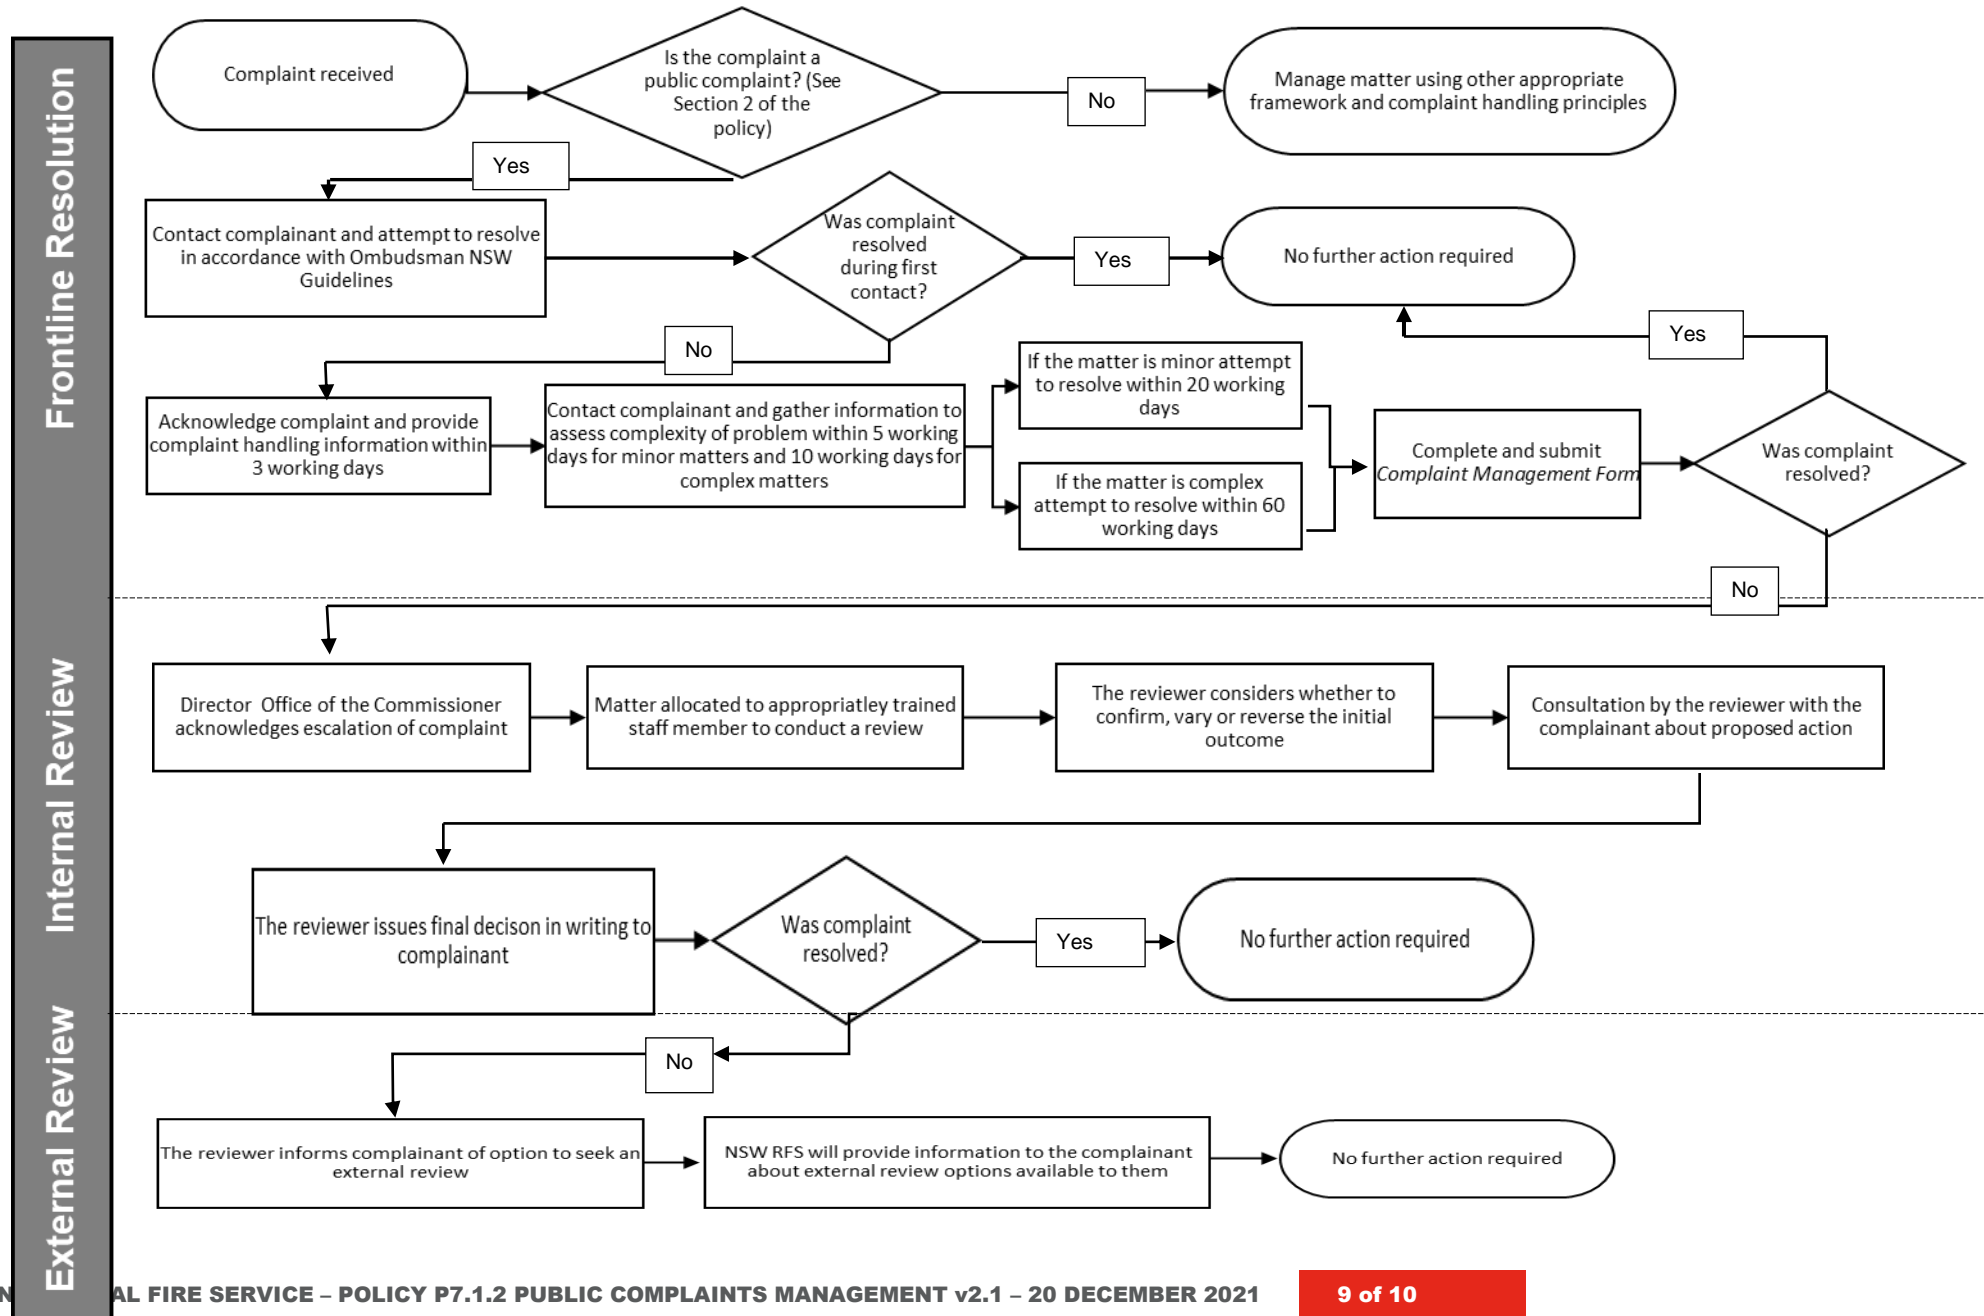 Frontline Resolution
Complaint received
Is the complaint a
public complaint? (See
Section 2 of the
policy)
No
Manage matter using other appropriate
framework and complaint handling principles
Yes
Contact complainant and attempt to resolve
in accordance with Ombudsman NSW
Guidelines
Was complaint
resolved
during first
contact?
Yes
No further action required
No
Yes
Acknowledge complaint and provide
complaint handling information within
3 working days
Contact complainant and gather information to
assess complexity of problem within 5 working
days for minor matters and 10 working days for
complex matters
If the matter is minor attempt
to resolve within 20 working
days
If the matter is complex
attempt to resolve within 60
working days
Complete and submit
Complaint Management Form
Was complaint
resolved?
No
Internal Review
Director  Office of the Commissioner
acknowledges escalation of complaint
Matter allocated to appropriatley trained
staff member to conduct a review
The reviewer considers whether to
confirm, vary or reverse the initial
outcome
Consultation by the reviewer with the
complainant about proposed action
The reviewer issues final decison in writing to
complainant
Was complaint
resolved?
Yes
No further action required
External Review
No
The reviewer informs complainant of option to seek an
external review
NSW RFS will provide information to the complainant
about external review options available to them
No further action required
N AL FIRE SERVICE – POLICY P7.1.2 PUBLIC COMPLAINTS MANAGEMENT v2.1 – 20 DECEMBER 2021
9 of 10